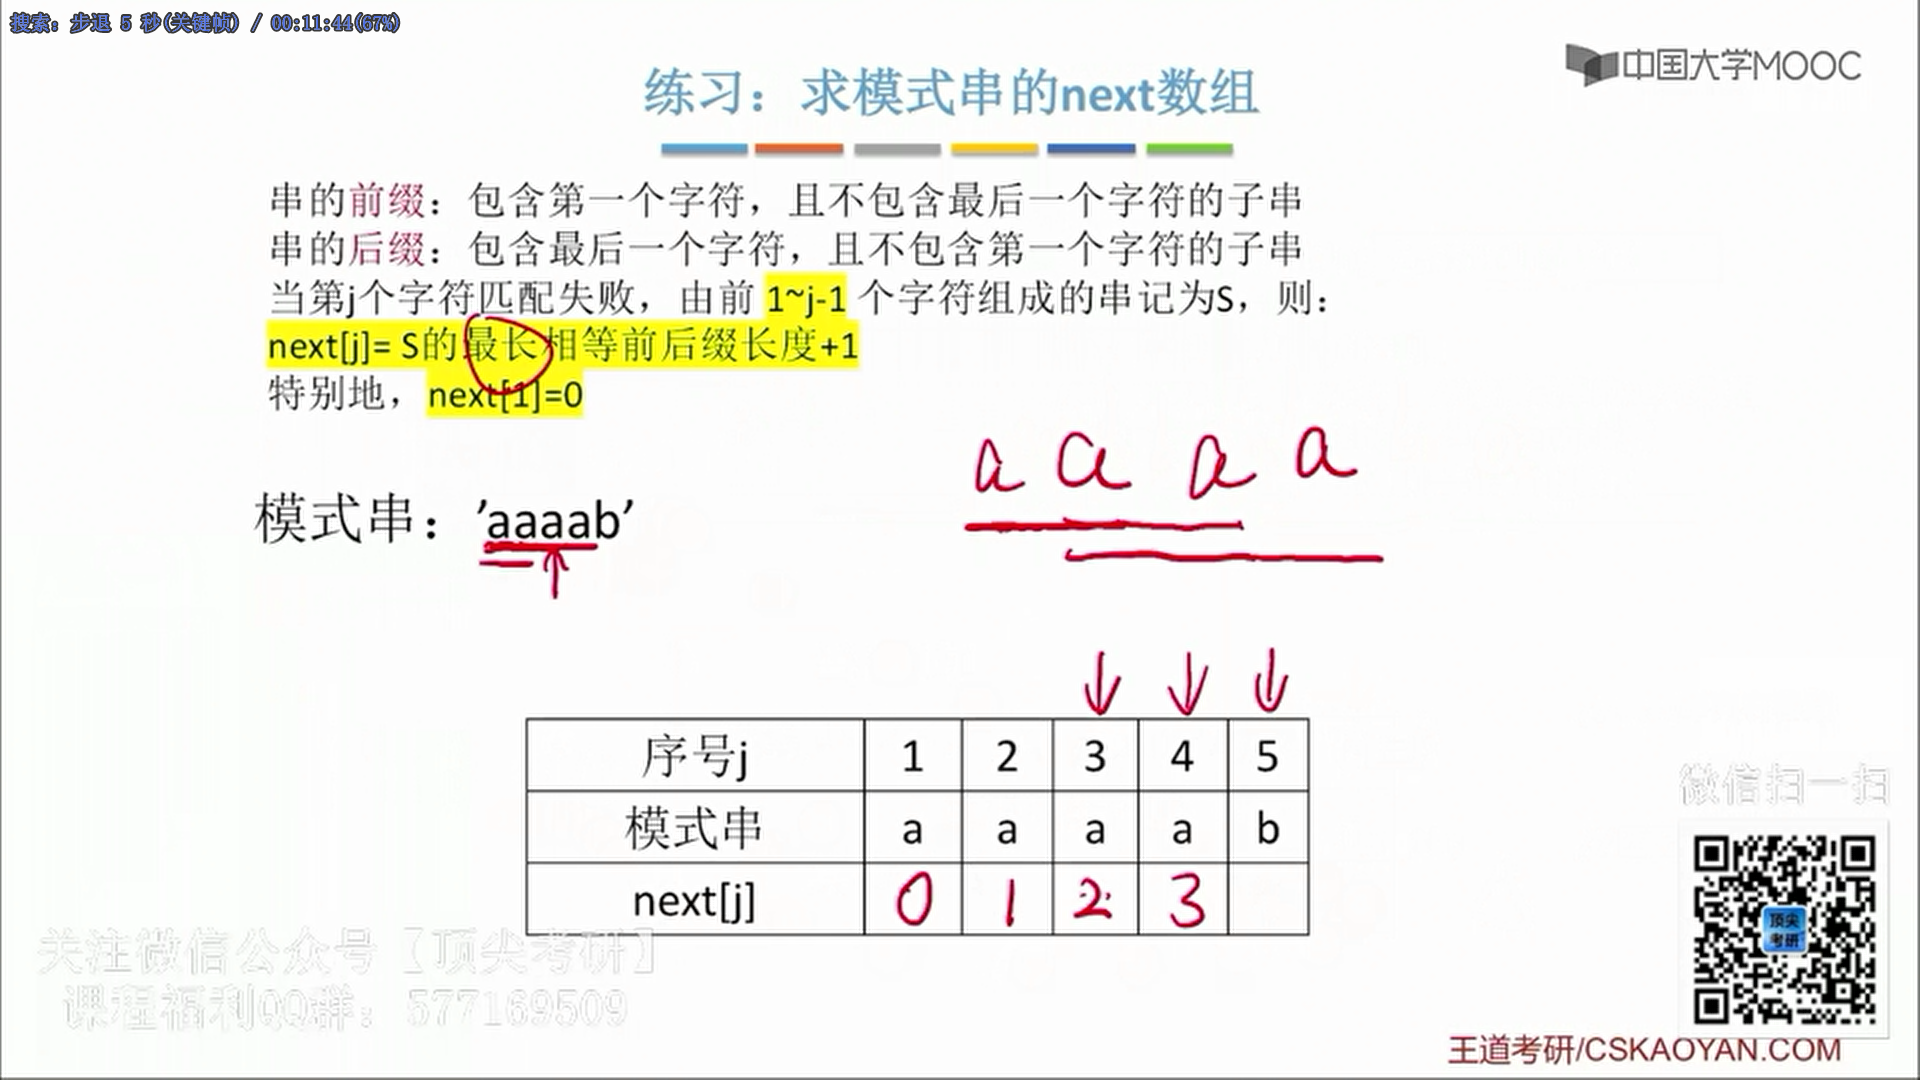 搜索: 步退 5 秒(关键帧) / 00:11:44(67%)
中国大学MOOC
练习：求模式串的next数组
串的前缀：包含第一个字符，且不包含最后一个字符的子串
串的后缀：包含最后一个字符，且不包含第一个字符的子串
当第j个字符匹配失败，由前 1~j-1 个字符组成的串记为S，则：
next[j]= S的最长相等前后缀长度+1
特别地，next[1]=0
a a a a
模式串：’aaaab’
序号j 1 2 3 4 5
模式串 a a a a b
next[j] 0 1 2 3
微信扫一扫
顶尖
考研
关注微信公众号【顶尖考研】
课程福利QQ群：577169509
王道考研/CSKAOYAN.COM